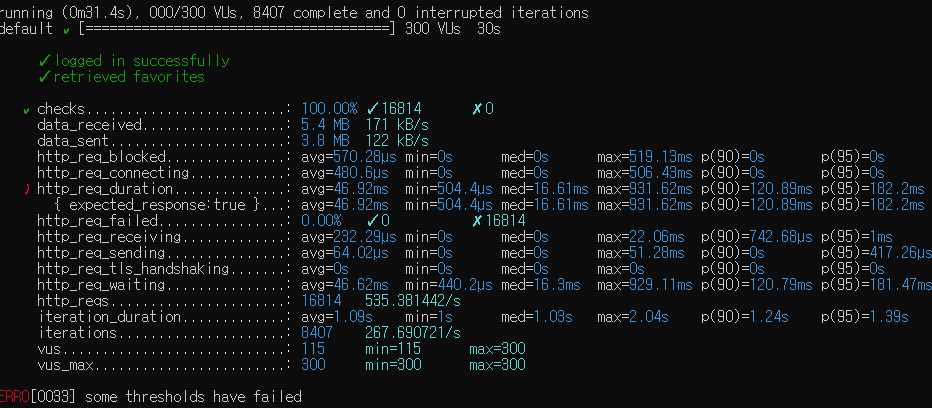 running (0m31.4s), 000/300 VUs, 8407 complete and 0 interrupted iterations
default ✓ [======================================] 300 VUs  30s

     ✓ logged in successfully
     ✓ retrieved favorites

   ✓ checks.........................: 100.00% ✓16814      ✗0
     data_received..................: 5.4 MB  171 kB/s
     data_sent......................: 3.8 MB  122 kB/s
     http_req_blocked...............: avg=570.28µs min=0s      med=0s      max=519.13ms p(90)=0s       p(95)=0s
     http_req_connecting............: avg=480.6µs  min=0s      med=0s      max=506.43ms p(90)=0s       p(95)=0s
   ✗ http_req_duration..............: avg=46.92ms  min=504.4µs med=16.61ms max=931.62ms p(90)=120.89ms p(95)=182.2ms
       { expected_response:true }...: avg=46.92ms  min=504.4µs med=16.61ms max=931.62ms p(90)=120.89ms p(95)=182.2ms
     http_req_failed................: 0.00%   ✓0          ✗16814
     http_req_receiving.............: avg=232.29µs min=0s      med=0s      max=22.06ms  p(90)=742.68µs p(95)=1ms
     http_req_sending...............: avg=64.02µs  min=0s      med=0s      max=51.28ms  p(90)=0s       p(95)=417.26µs
     http_req_tls_handshaking.......: avg=0s       min=0s      med=0s      max=0s       p(90)=0s       p(95)=0s
     http_req_waiting...............: avg=46.62ms  min=440.2µs med=16.3ms  max=929.11ms p(90)=120.79ms p(95)=181.47ms
     http_reqs......................: 16814   535.381442/s
     iteration_duration.............: avg=1.09s    min=1s      med=1.03s   max=2.04s    p(90)=1.24s    p(95)=1.39s
     iterations.....................: 8407    267.690721/s
     vus............................: 115     min=115      max=300
     vus_max........................: 300     min=300      max=300

ERRO[0033] some thresholds have failed